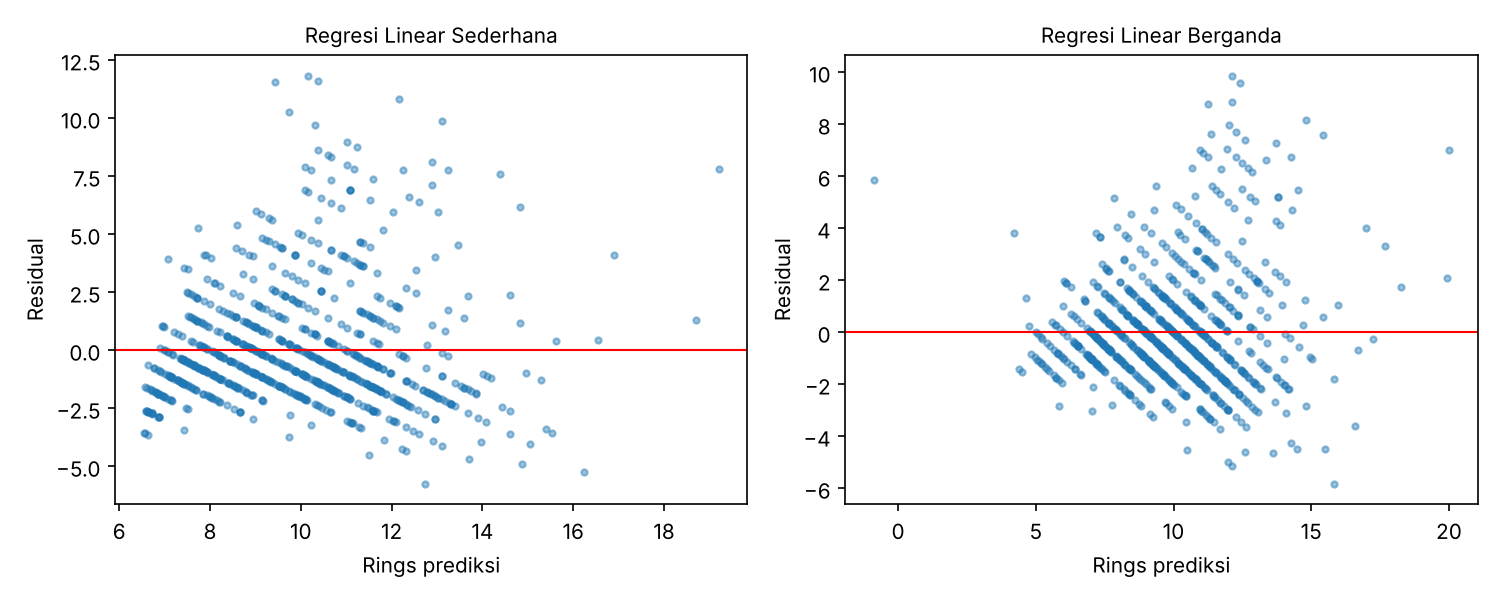 Regresi Linear Sederhana
12.5
10.0
7.5
5.0
2.5
0.0
−2.5
−5.0
Residual
6 8 10 12 14 16 18
Rings prediksi
Regresi Linear Berganda
10
8
6
4
2
0
−2
−4
−6
Residual
0 5 10 15 20
Rings prediksi